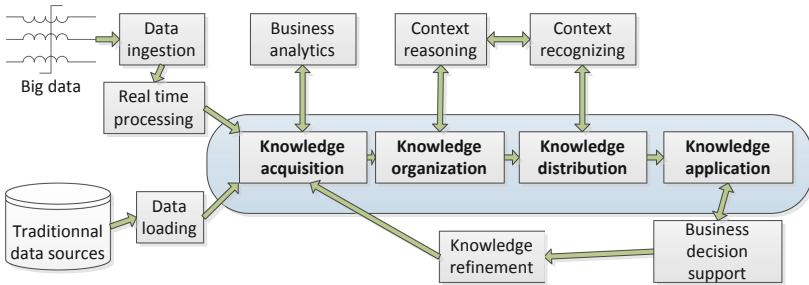 Big data
Data
ingestion
Real time
processing
Business
analytics
Context
reasoning
Context
recognizing
Knowledge
acquisition
Knowledge
organization
Knowledge
distribution
Knowledge
application
Traditionnal
data sources
Data
loading
Knowledge
refinement
Business
decision
support